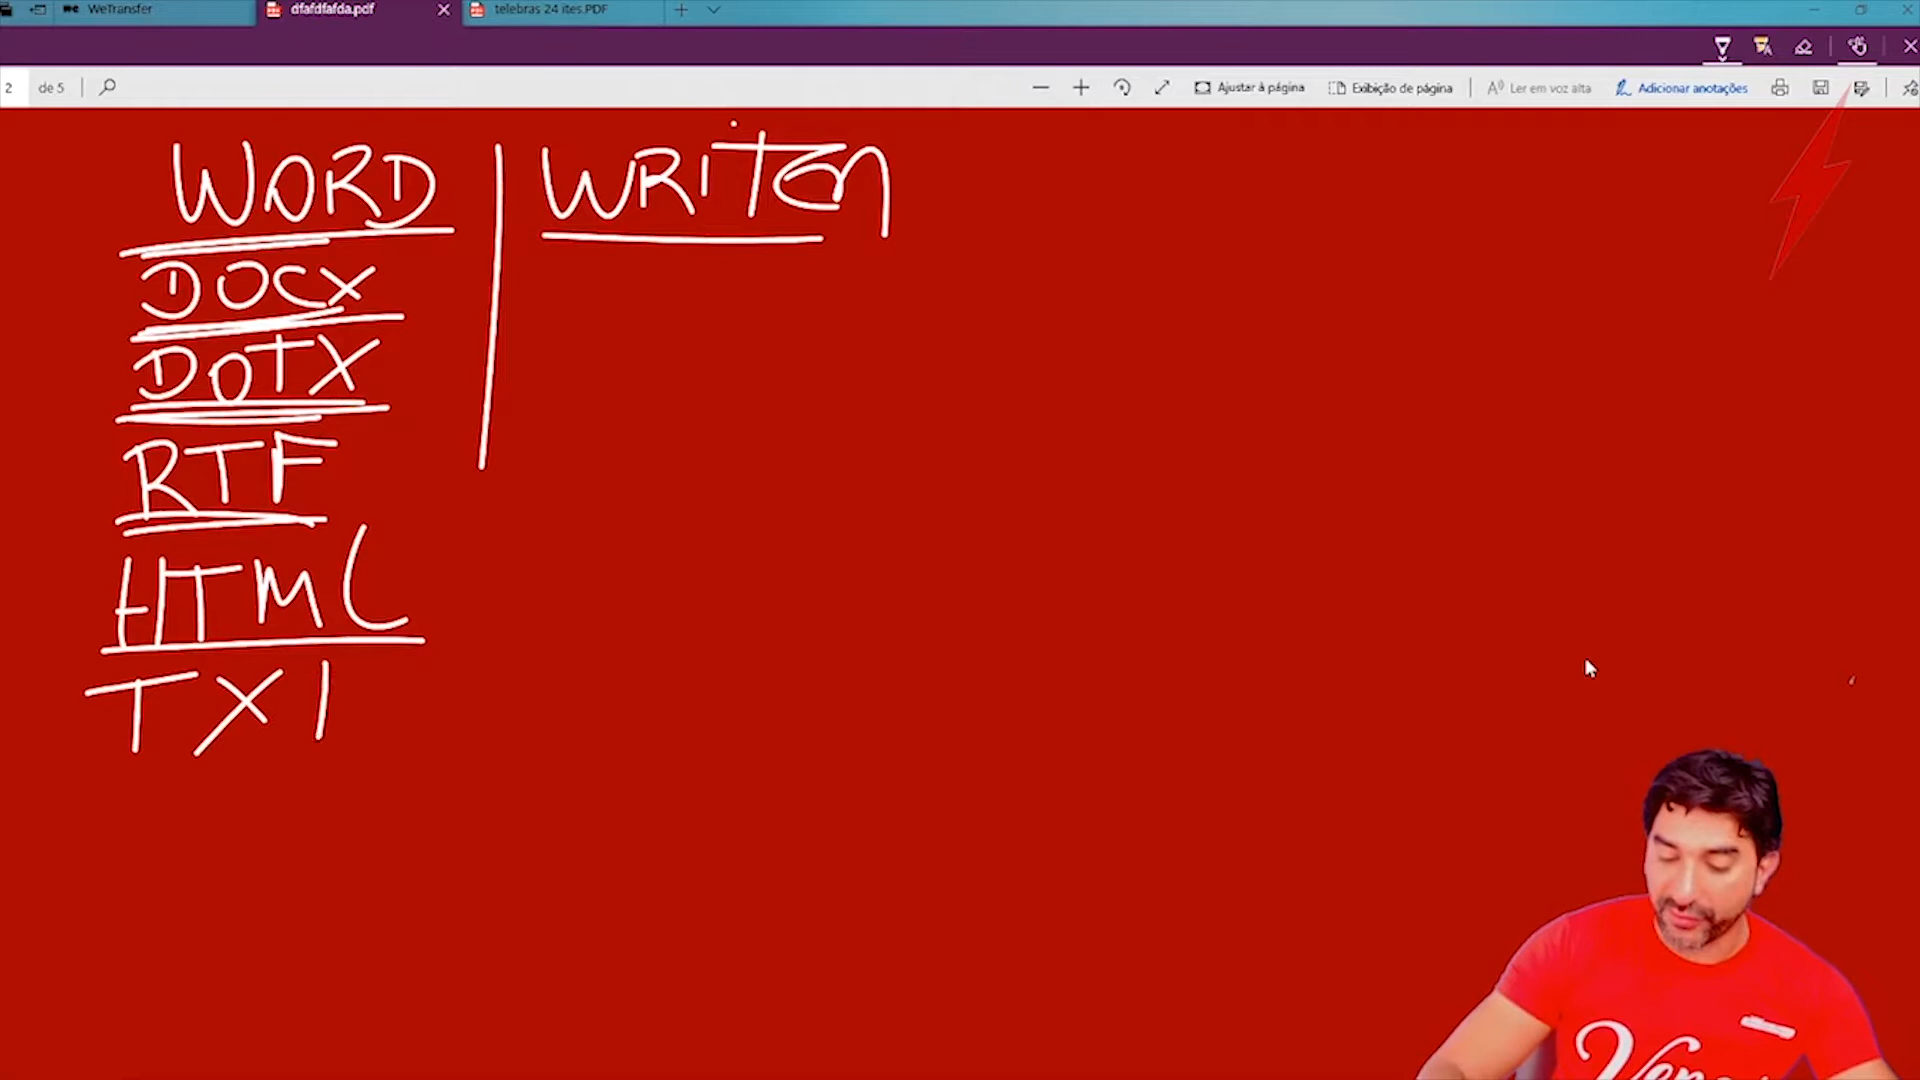 WeTransfer dfafdfafda.pdf telebras 24 ites.PDF
2 de 5 Ajustar à página Exibição de página Ler em voz alta Adicionar anotações
WORD WRITER
DOCX
DOTX
RTF
HTML
TXT